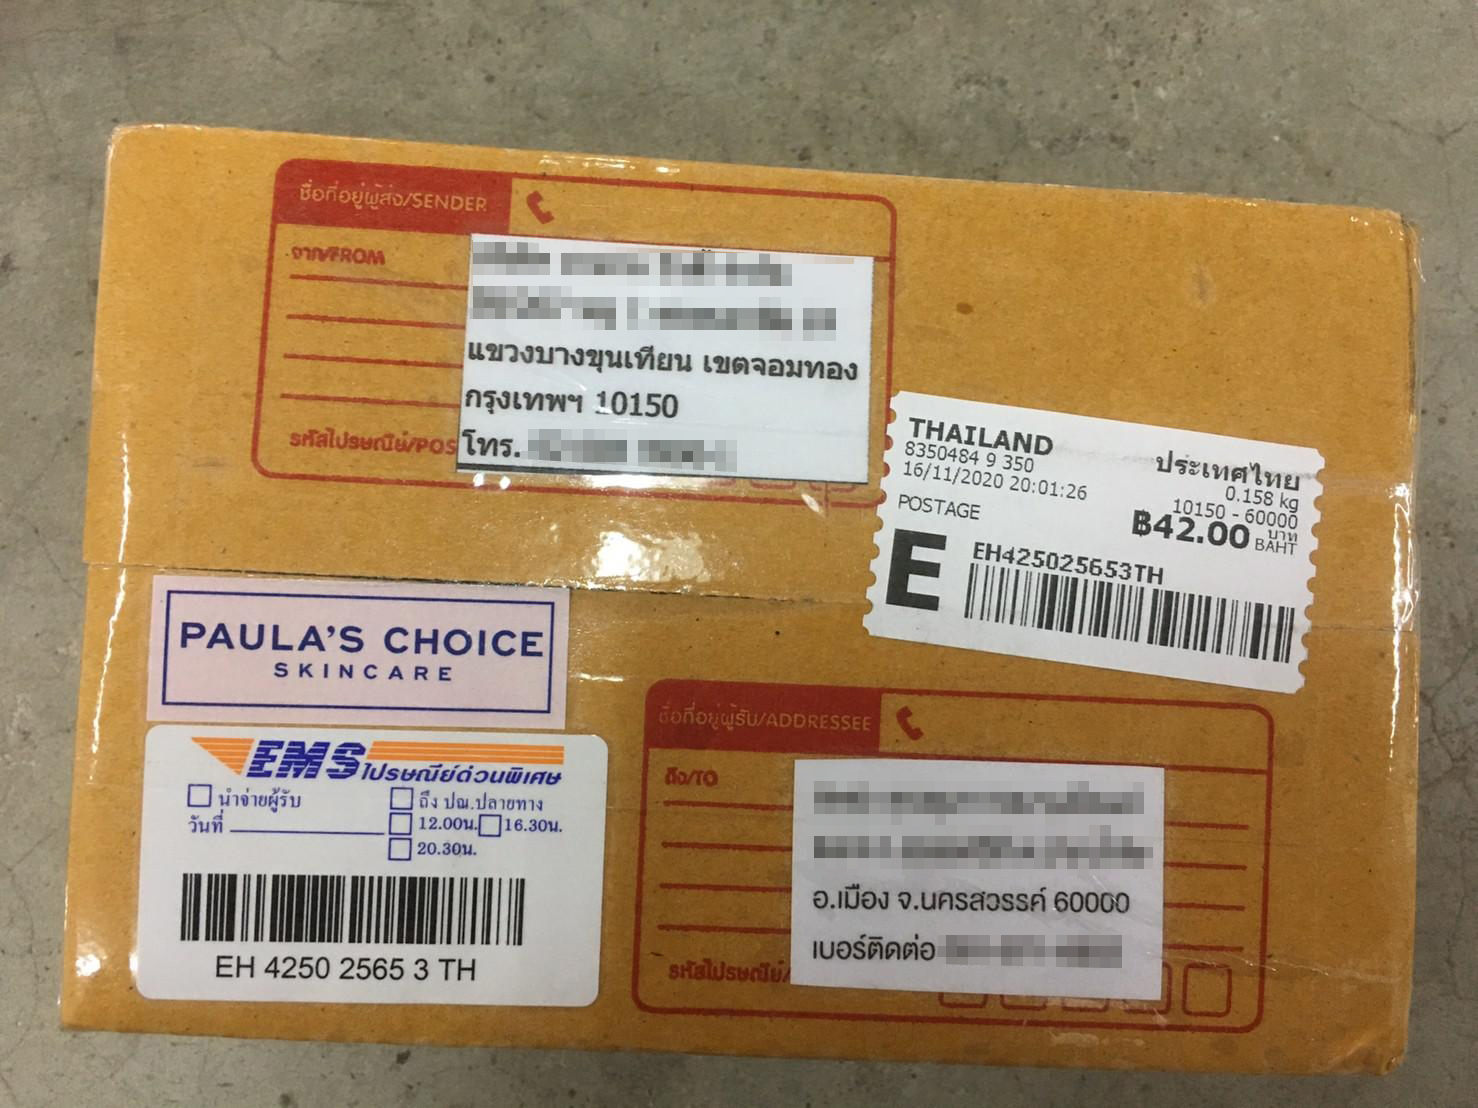 ชื่อที่อยู่ผู้ส่ง/SENDER
จาก/FROM
แขวงบางขุนเทียน เขตจอมทอง
กรุงเทพฯ 10150
รหัสไปรษณีย์/POS
โทร.
THAILAND
ประเทศไทย
8350484 9 350
0.158 kg
16/11/2020 20:01:26
10150 - 60000
POSTAGE
฿42.00 บาท
BAHT
E
EH425025653TH
PAULA'S CHOICE
SKINCARE
EMS ไปรษณีย์ด่วนพิเศษ
นำจ่ายผู้รับ
ถึง ปณ.ปลายทาง
วันที่
12.00น. 16.30น.
20.30น.
EH 4250 2565 3 TH
ชื่อที่อยู่ผู้รับ/ADDRESSEE
ถึง/TO
อ.เมือง จ.นครสวรรค์ 60000
เบอร์ติดต่อ
รหัสไปรษณีย์/